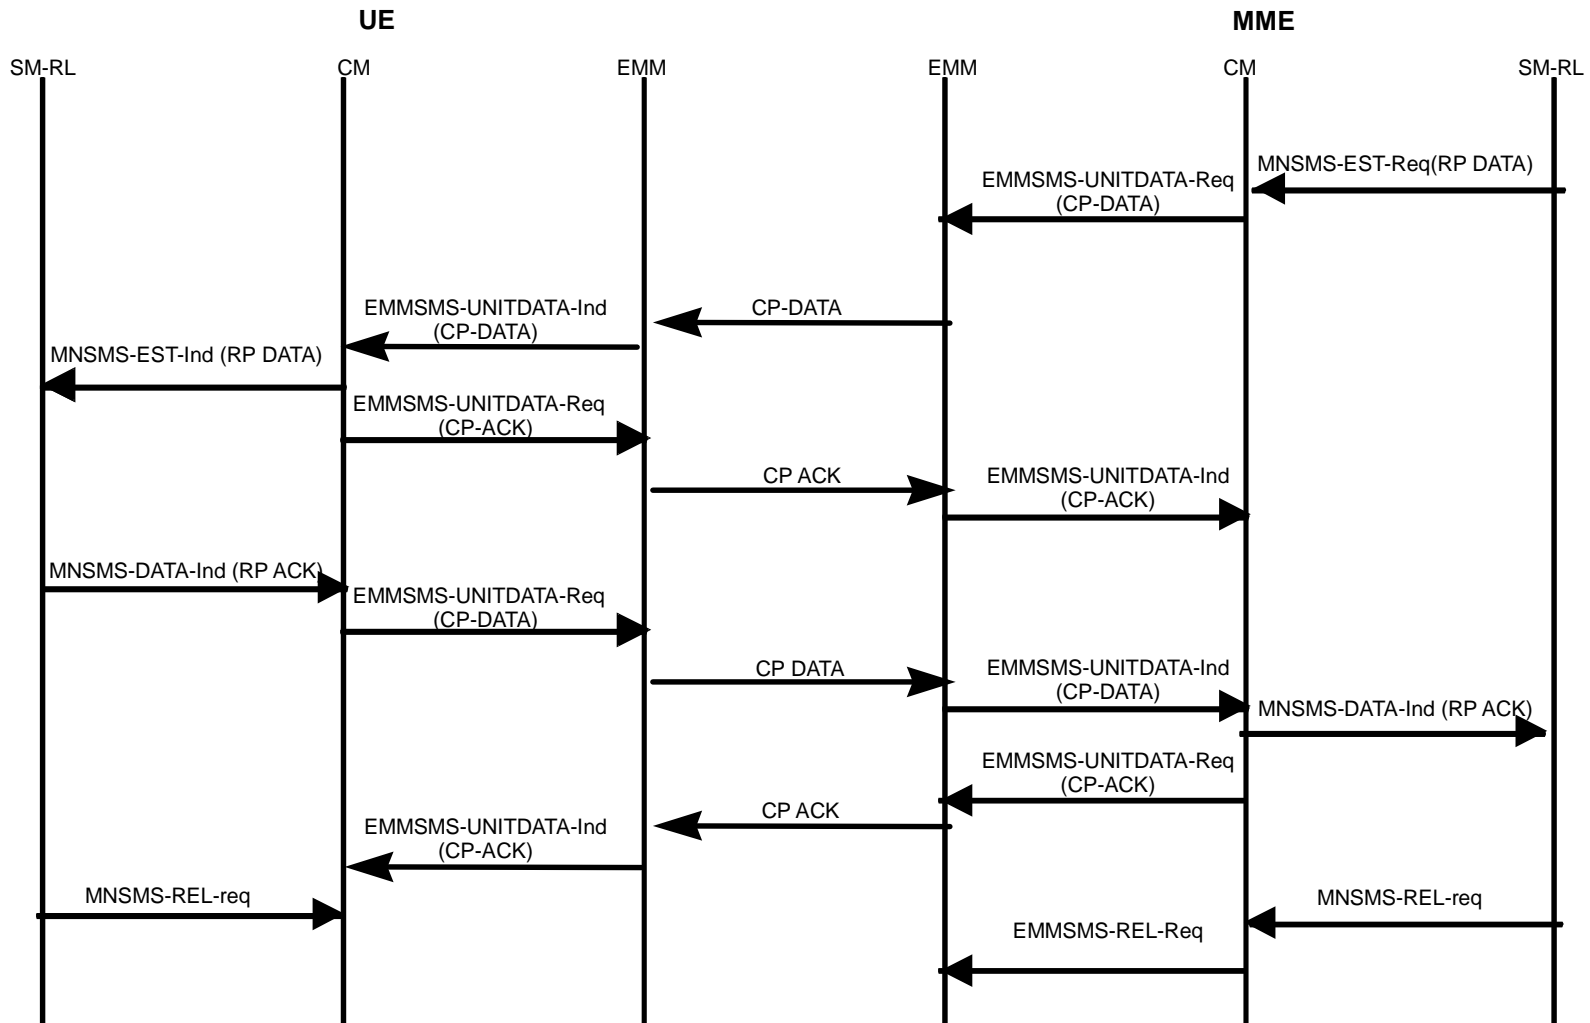 UE
MME
SM-RL
CM
EMM
EMM
CM
SM-RL
MNSMS-EST-Req(RP DATA)
EMMSMS-UNITDATA-Req
(CP-DATA)
CP-DATA
EMMSMS-UNITDATA-Ind
(CP-DATA)
MNSMS-EST-Ind (RP DATA)
EMMSMS-UNITDATA-Req
(CP-ACK)
CP ACK
EMMSMS-UNITDATA-Ind
(CP-ACK)
MNSMS-DATA-Ind (RP ACK)
EMMSMS-UNITDATA-Req
(CP-DATA)
CP DATA
EMMSMS-UNITDATA-Ind
(CP-DATA)
MNSMS-DATA-Ind (RP ACK)
EMMSMS-UNITDATA-Req
(CP-ACK)
CP ACK
EMMSMS-UNITDATA-Ind
(CP-ACK)
MNSMS-REL-req
MNSMS-REL-req
EMMSMS-REL-Req